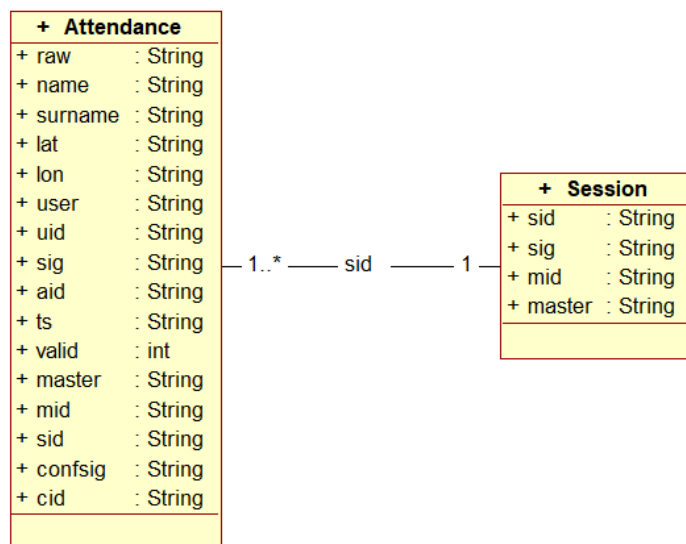 + Attendance
+ raw : String
+ name : String
+ surname : String
+ lat : String
+ lon : String
+ user : String
+ uid : String
+ sig : String
+ aid : String
+ ts : String
+ valid : int
+ master : String
+ mid : String
+ sid : String
+ confsig : String
+ cid : String
1..* sid 1
+ Session
+ sid : String
+ sig : String
+ mid : String
+ master : String